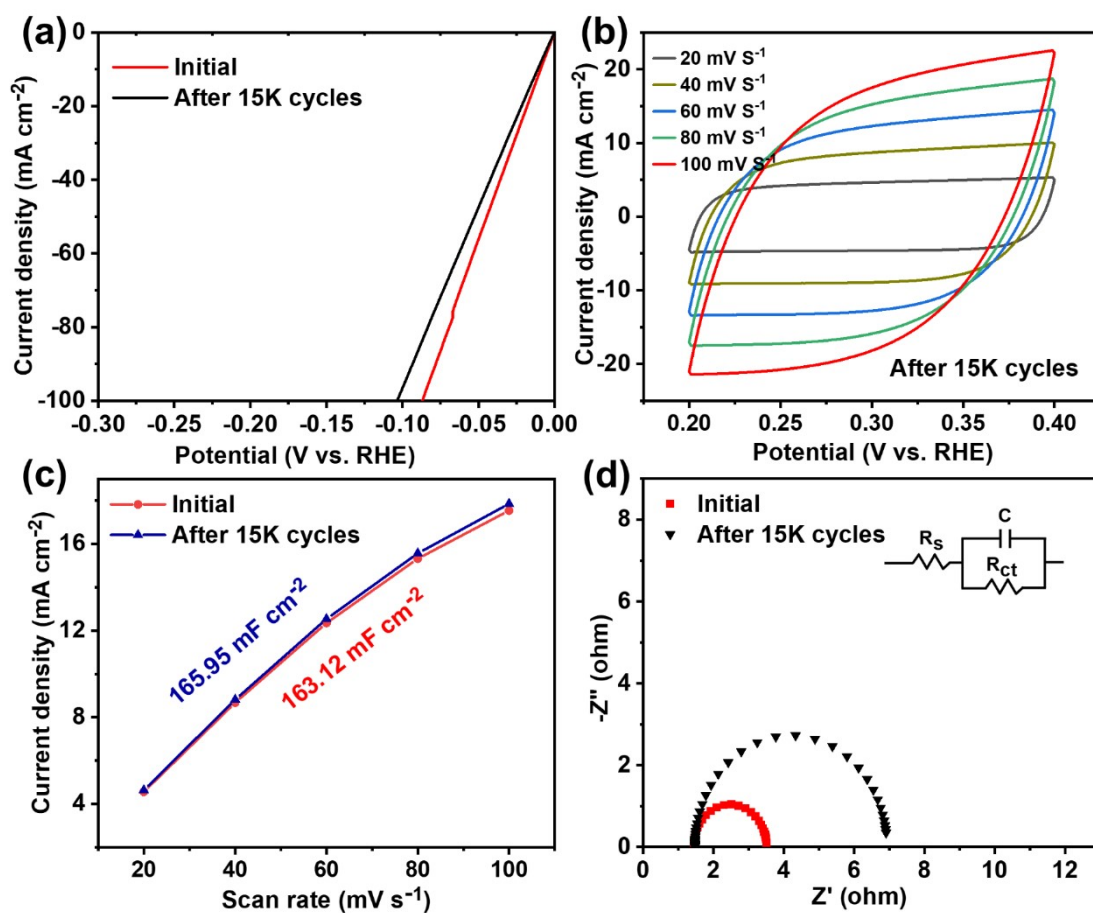 (a)
Initial
After 15K cycles
Current density (mA cm⁻²)
0
-20
-40
-60
-80
-100
-0.30 -0.25 -0.20 -0.15 -0.10 -0.05 0.00
Potential (V vs. RHE)
(b)
20 mV S⁻¹
40 mV S⁻¹
60 mV S⁻¹
80 mV S⁻¹
100 mV S⁻¹
After 15K cycles
Current density (mA cm⁻²)
20
10
0
-10
-20
0.20 0.25 0.30 0.35 0.40
Potential (V vs. RHE)
(c)
Initial
After 15K cycles
165.95 mF cm⁻²
163.12 mF cm⁻²
Current density (mA cm⁻²)
16
12
8
4
20 40 60 80 100
Scan rate (mV s⁻¹)
(d)
Initial
After 15K cycles
C
Rs
Rct
-Z" (ohm)
8
6
4
2
0
0 2 4 6 8 10 12
Z' (ohm)